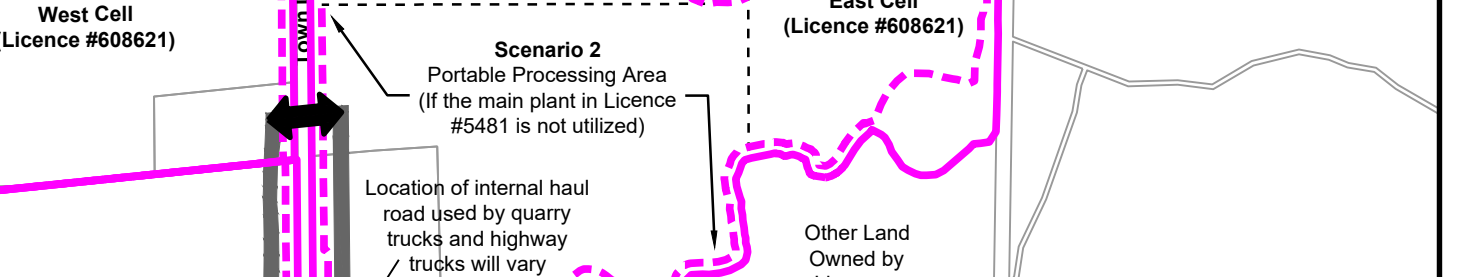 West Cell
(Licence #608621)
Town
East Cell
(Licence #608621)
Scenario 2
Portable Processing Area
(If the main plant in Licence
#5481 is not utilized)
Location of internal haul
road used by quarry
trucks and highway
trucks will vary
Other Land
Owned by